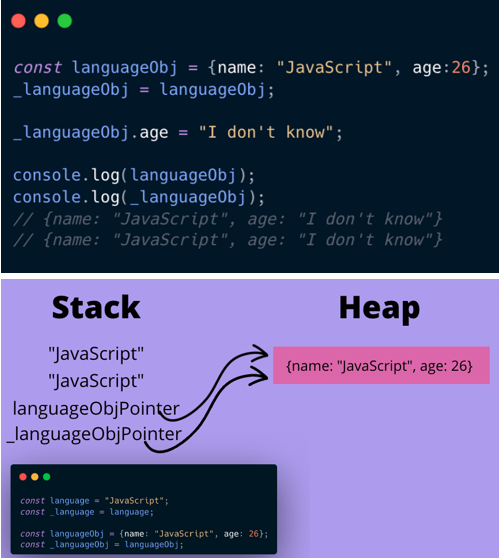 const languageObj = {name: "JavaScript", age:26};
_languageObj = languageObj;
_languageObj.age = "I don't know";
console.log(languageObj);
console.log(_languageObj);
// {name: "JavaScript", age: "I don't know"}
// {name: "JavaScript", age: "I don't know"}
Stack
Heap
"JavaScript"
"JavaScript"
languageObjPointer
_languageObjPointer
{name: "JavaScript", age: 26}
const language = "JavaScript";
const _language = language;
const languageObj = {name: "JavaScript", age: 26};
const _languageObj = languageObj;